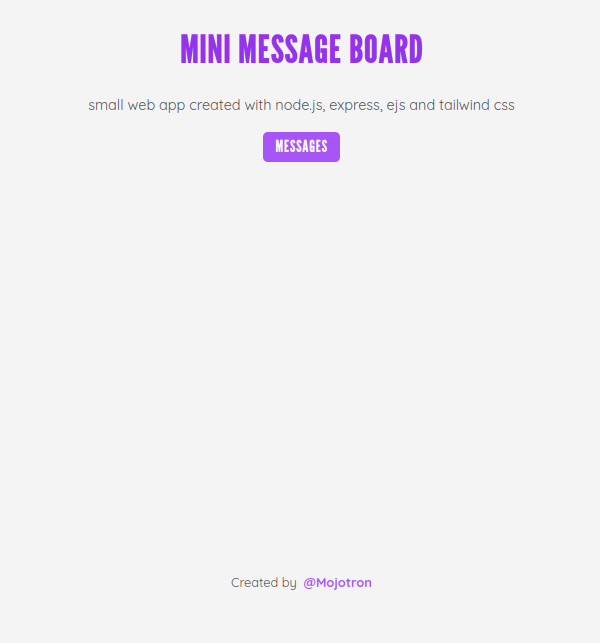 MINI MESSAGE BOARD
small web app created with node.js, express, ejs and tailwind css
MESSAGES
Created by @Mojotron